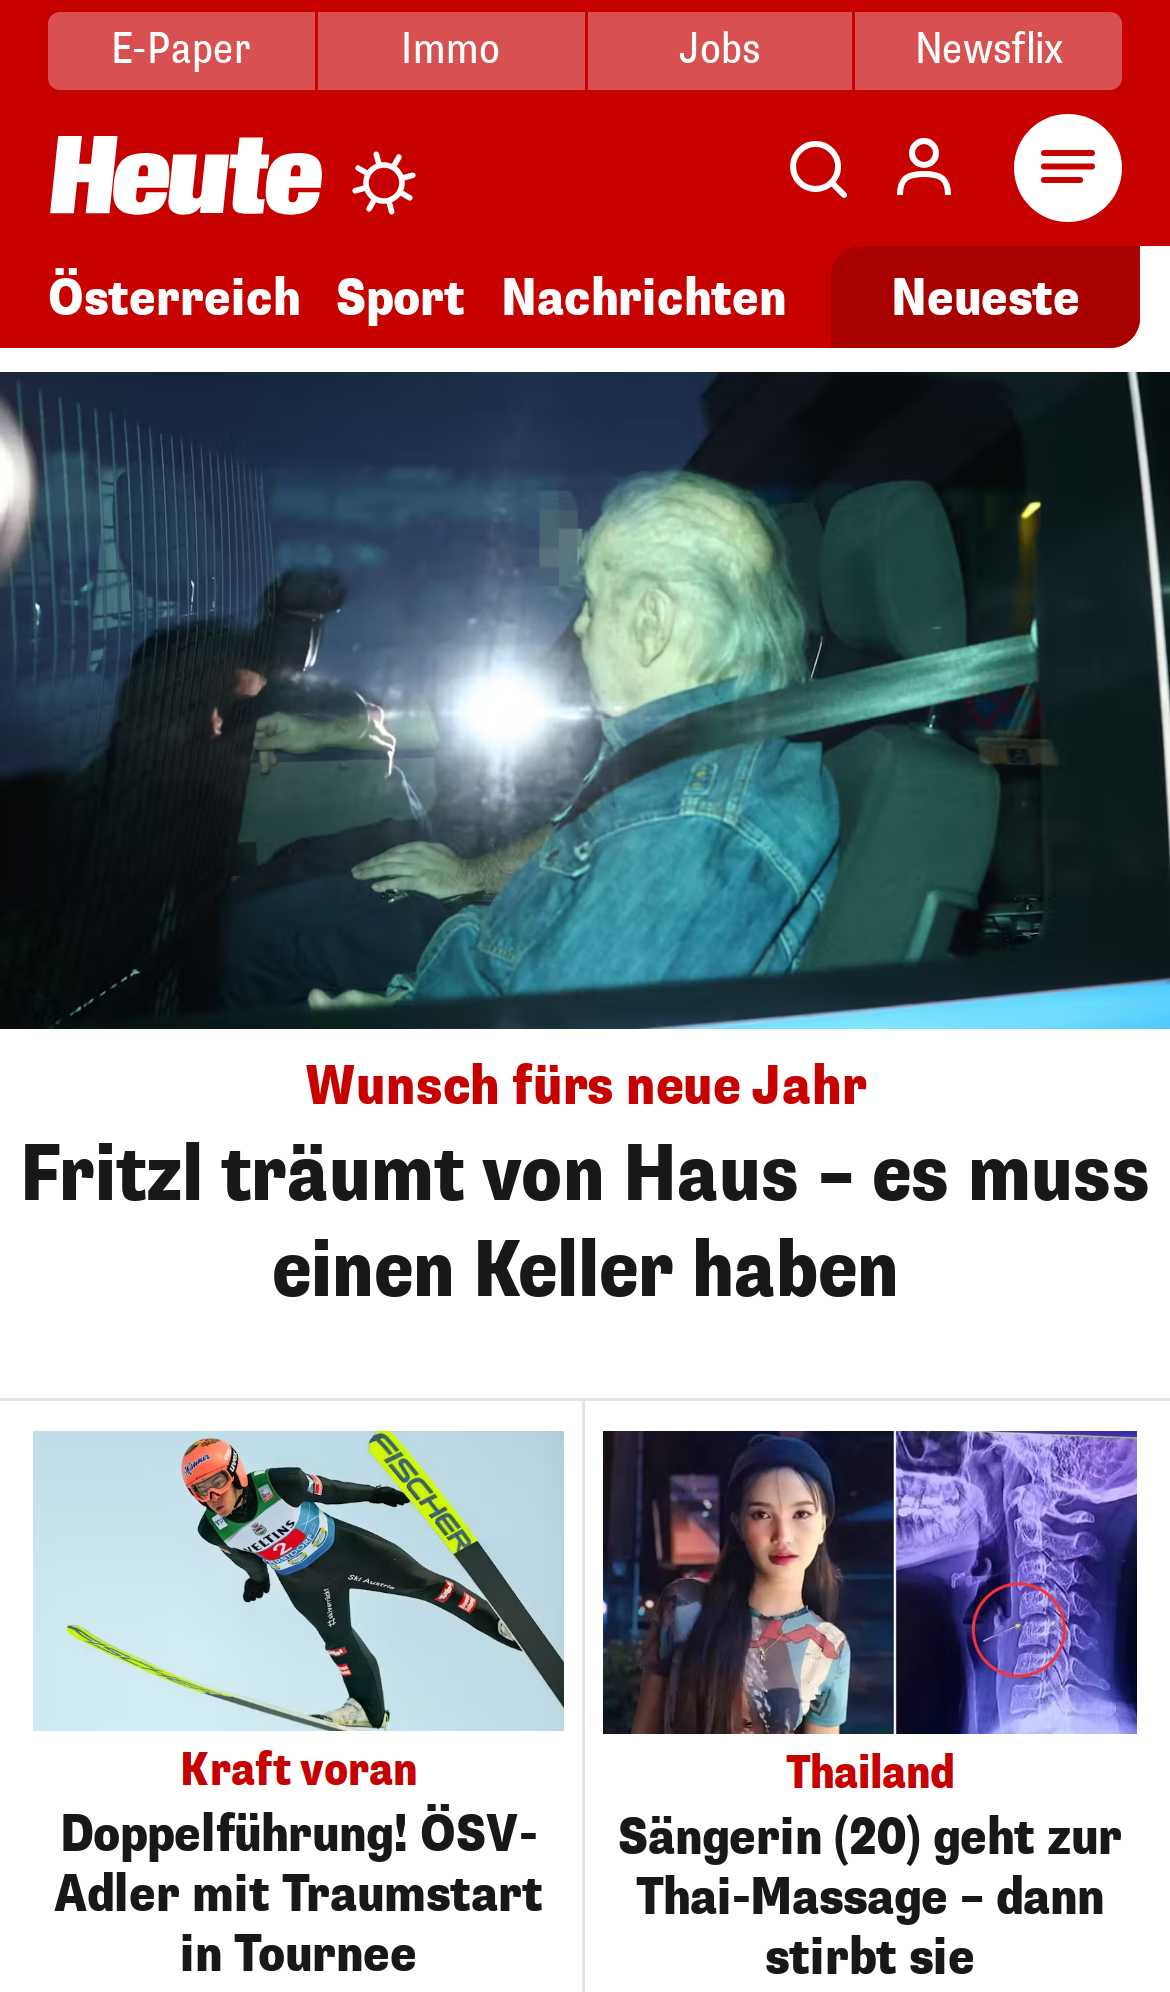 E-Paper
Immo
Jobs
Newsflix
Heute
Österreich
Sport
Nachrichten
Neueste
Wunsch fürs neue Jahr
Fritzl träumt von Haus – es muss
einen Keller haben
FISCHER
VELTINS
2
Ski Austria
Kraft voran
Doppelführung! ÖSV-
Adler mit Traumstart
in Tournee
Thailand
Sängerin (20) geht zur
Thai-Massage – dann
stirbt sie